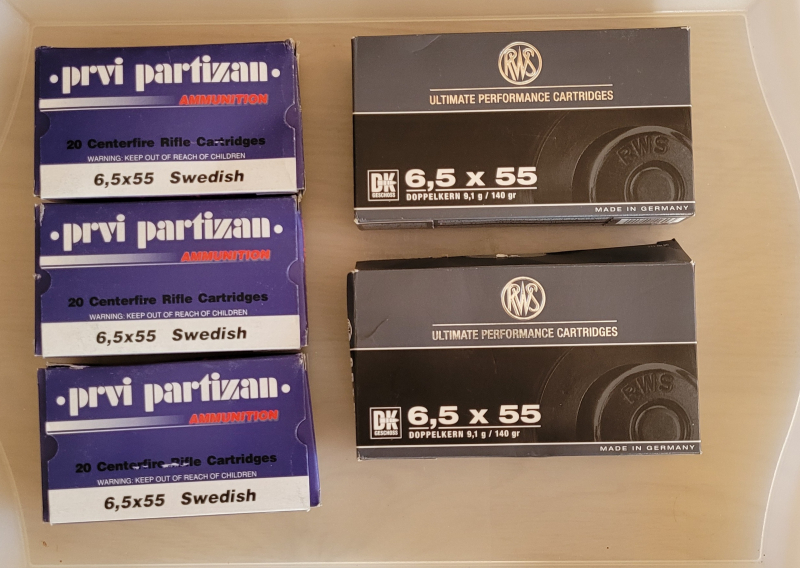 prvi partizan
AMMUNITION
20 Centerfire Rifle Cartridges
WARNING: KEEP OUT OF REACH OF CHILDREN
6,5x55 Swedish
prvi partizan
AMMUNITION
20 Centerfire Rifle Cartridges
WARNING: KEEP OUT OF REACH OF CHILDREN
6,5x55 Swedish
prvi partizan
AMMUNITION
20 Centerfire Rifle Cartridges
WARNING: KEEP OUT OF REACH OF CHILDREN
6,5x55 Swedish
RWS
ULTIMATE PERFORMANCE CARTRIDGES
RWS
DK
GESCHOSS
6,5 x 55
DOPPELKERN 9,1 g / 140 gr
MADE IN GERMANY
RWS
ULTIMATE PERFORMANCE CARTRIDGES
RWS
DK
GESCHOSS
6,5 x 55
DOPPELKERN 9,1 g / 140 gr
MADE IN GERMANY